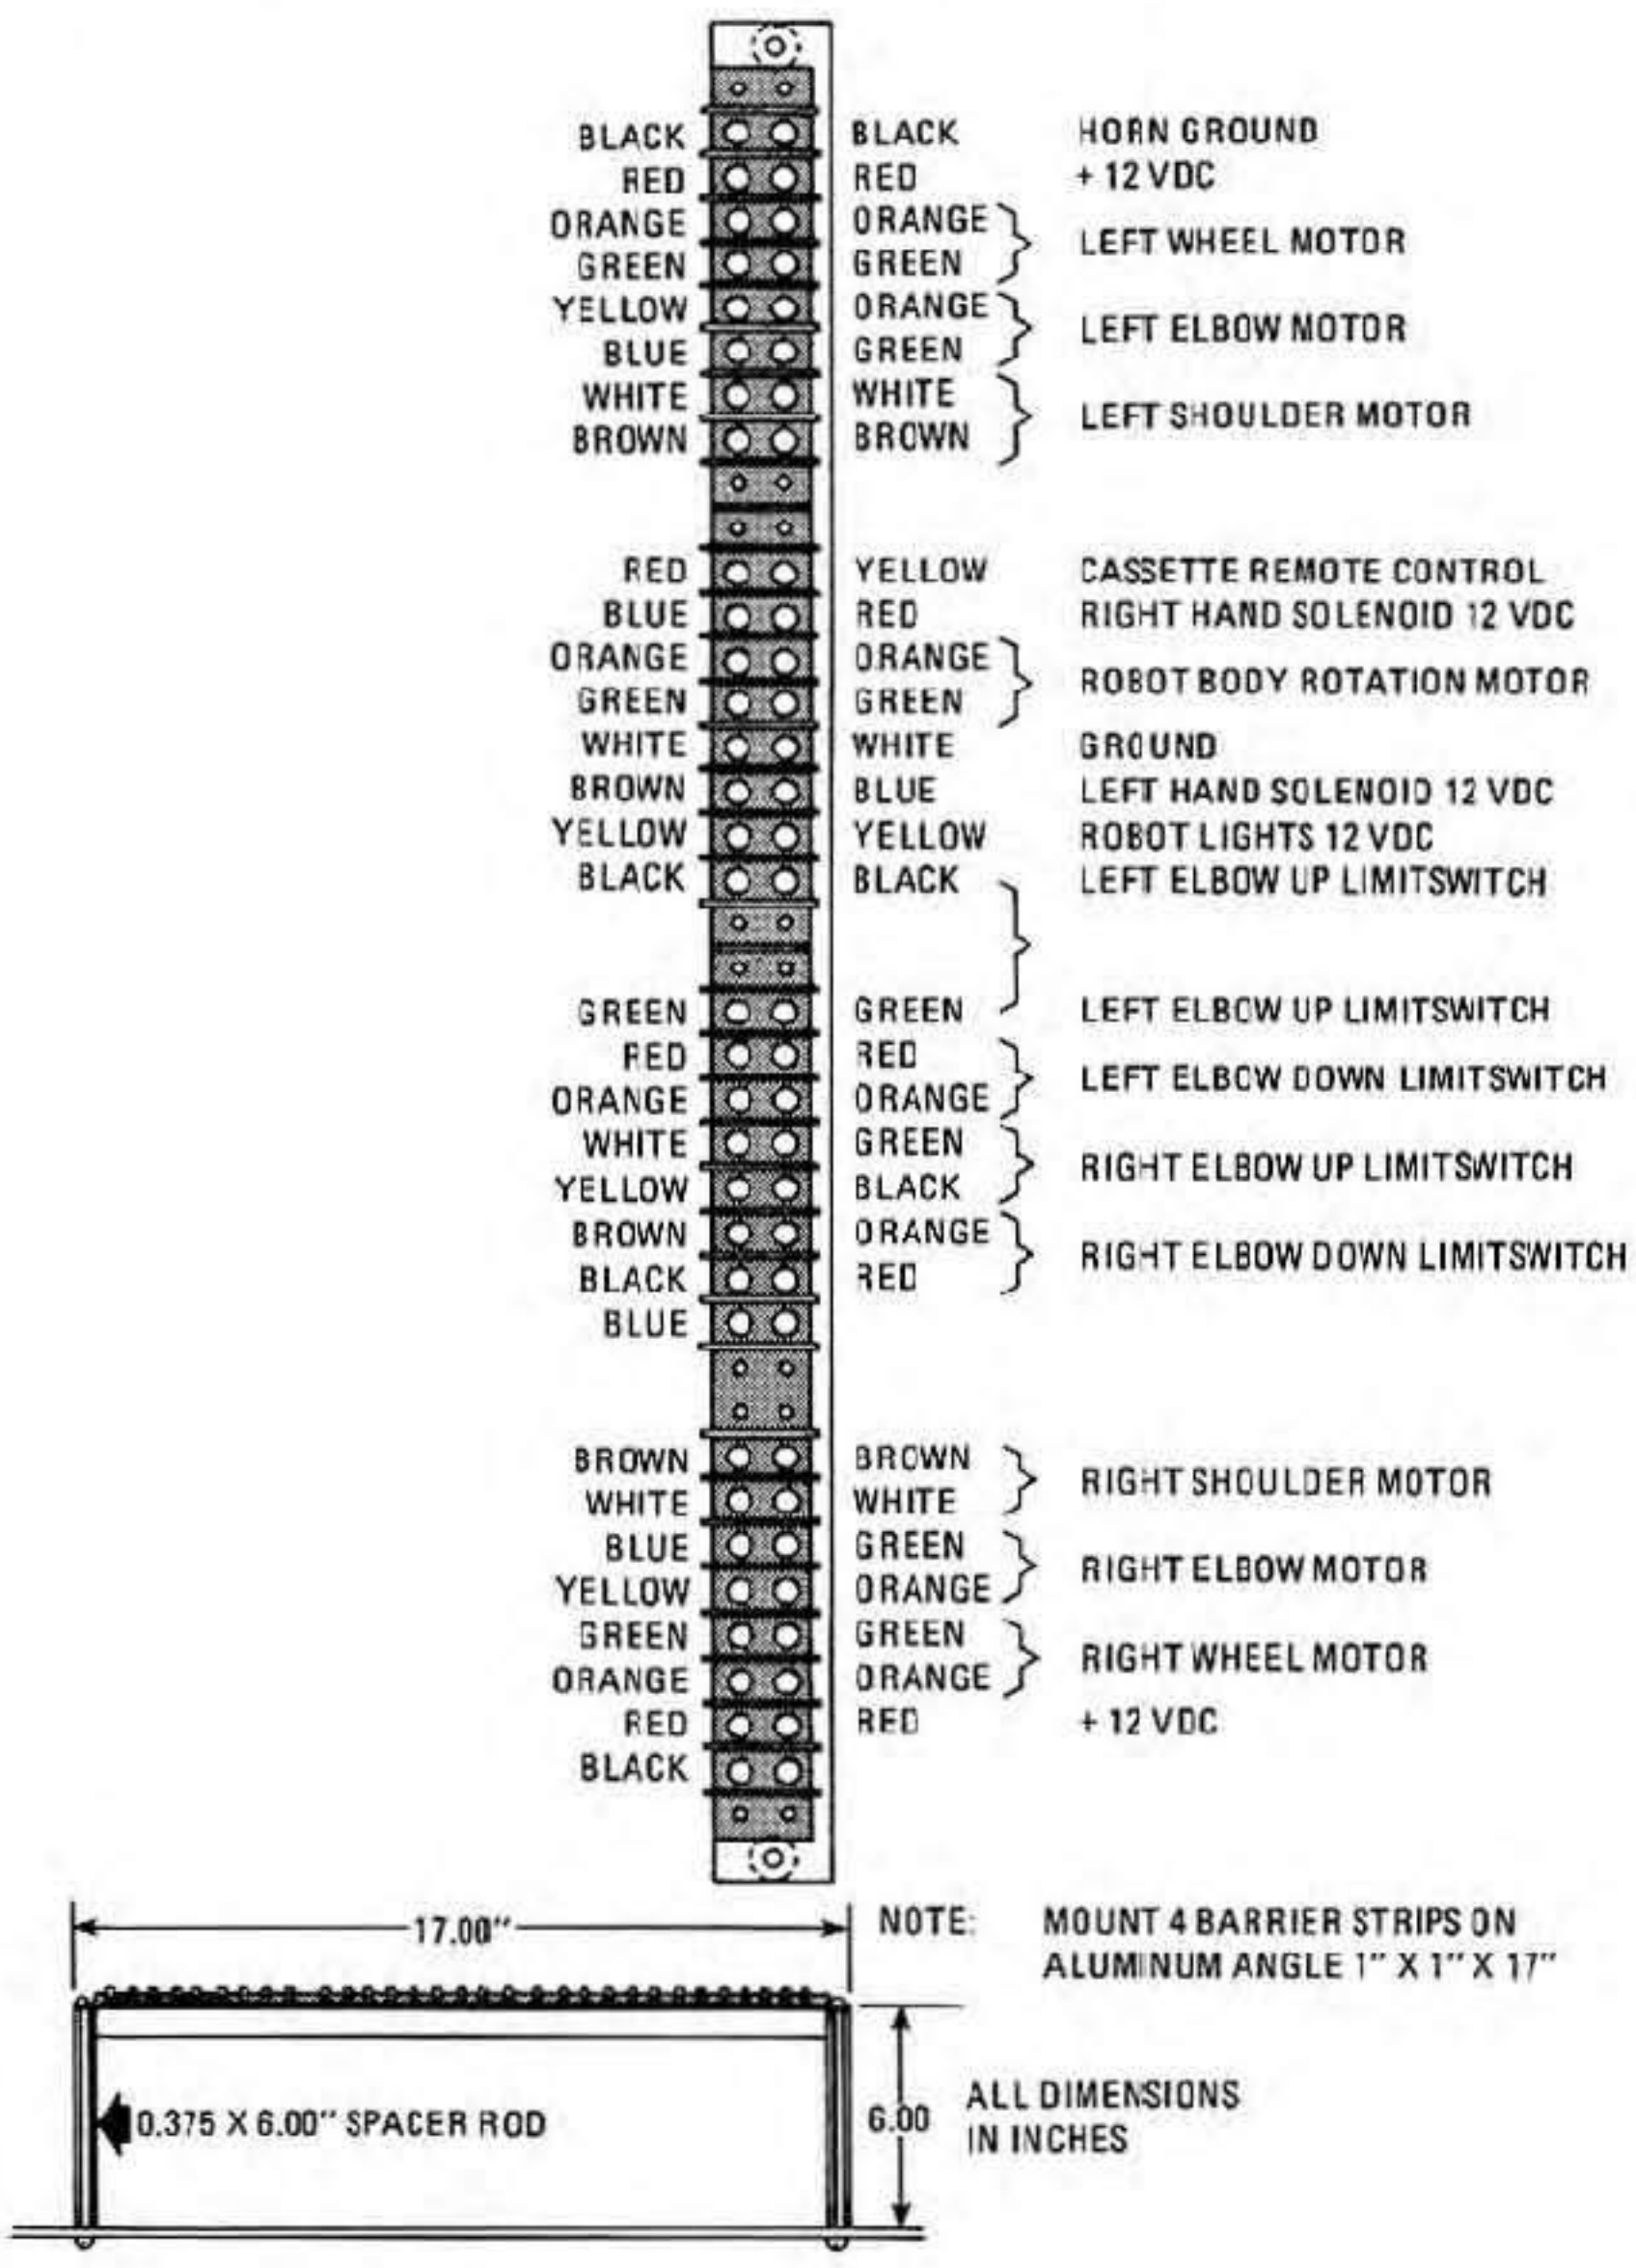 BLACK BLACK HORN GROUND
RED RED + 12 VDC
ORANGE ORANGE
LEFT WHEEL MOTOR
GREEN GREEN
YELLOW ORANGE
LEFT ELBOW MOTOR
BLUE GREEN
WHITE WHITE
LEFT SHOULDER MOTOR
BROWN BROWN
RED YELLOW CASSETTE REMOTE CONTROL
BLUE RED RIGHT HAND SOLENOID 12 VDC
ORANGE ORANGE
ROBOT BODY ROTATION MOTOR
GREEN GREEN
WHITE WHITE GROUND
BROWN BLUE LEFT HAND SOLENOID 12 VDC
YELLOW YELLOW ROBOT LIGHTS 12 VDC
BLACK BLACK LEFT ELBOW UP LIMITSWITCH
GREEN GREEN LEFT ELBOW UP LIMITSWITCH
RED RED
LEFT ELBOW DOWN LIMITSWITCH
ORANGE ORANGE
WHITE GREEN
RIGHT ELBOW UP LIMITSWITCH
YELLOW BLACK
BROWN ORANGE
RIGHT ELBOW DOWN LIMITSWITCH
BLACK RED
BLUE
BROWN BROWN
RIGHT SHOULDER MOTOR
WHITE WHITE
BLUE GREEN
RIGHT ELBOW MOTOR
YELLOW ORANGE
GREEN GREEN
RIGHT WHEEL MOTOR
ORANGE ORANGE
RED RED + 12 VDC
BLACK
17.00"
NOTE: MOUNT 4 BARRIER STRIPS ON
ALUMINUM ANGLE 1" X 1" X 17"
0.375 X 6.00" SPACER ROD
6.00
ALL DIMENSIONS
IN INCHES